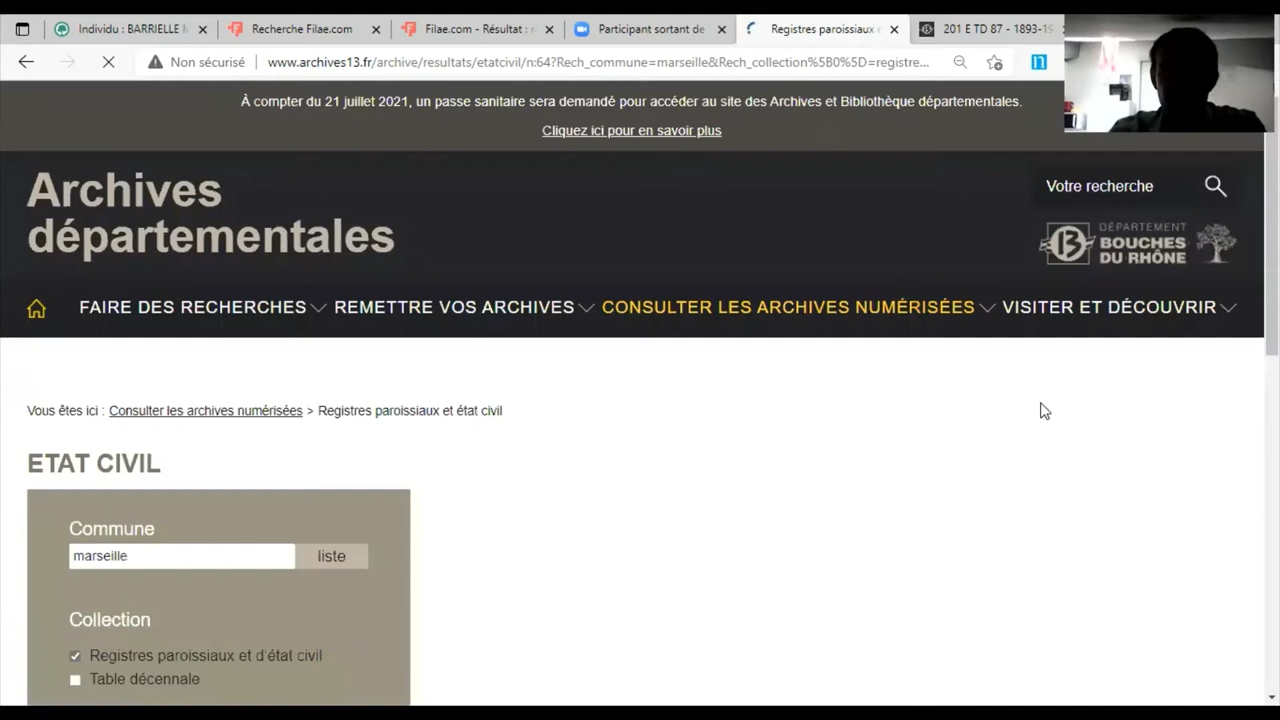 Individu : BARRIELLE
Recherche Filae.com
Filae.com - Résultat :
Participant sortant de
Registres paroissiaux
201 E TD 87 - 1893-19
Non sécurisé
www.archives13.fr/archive/resultats/etatcivil/n:64?Rech_commune=marseille&Rech_collection%5B0%5D=registre...
À compter du 21 juillet 2021, un passe sanitaire sera demandé pour accéder au site des Archives et Bibliothèque départementales.
Cliquez ici pour en savoir plus
Archives
départementales
Votre recherche
13
DÉPARTEMENT
BOUCHES
DU RHÔNE
FAIRE DES RECHERCHES
REMETTRE VOS ARCHIVES
CONSULTER LES ARCHIVES NUMÉRISÉES
VISITER ET DÉCOUVRIR
Vous êtes ici : Consulter les archives numérisées > Registres paroissiaux et état civil
ETAT CIVIL
Commune
marseille
liste
Collection
Registres paroissiaux et d'état civil
Table décennale